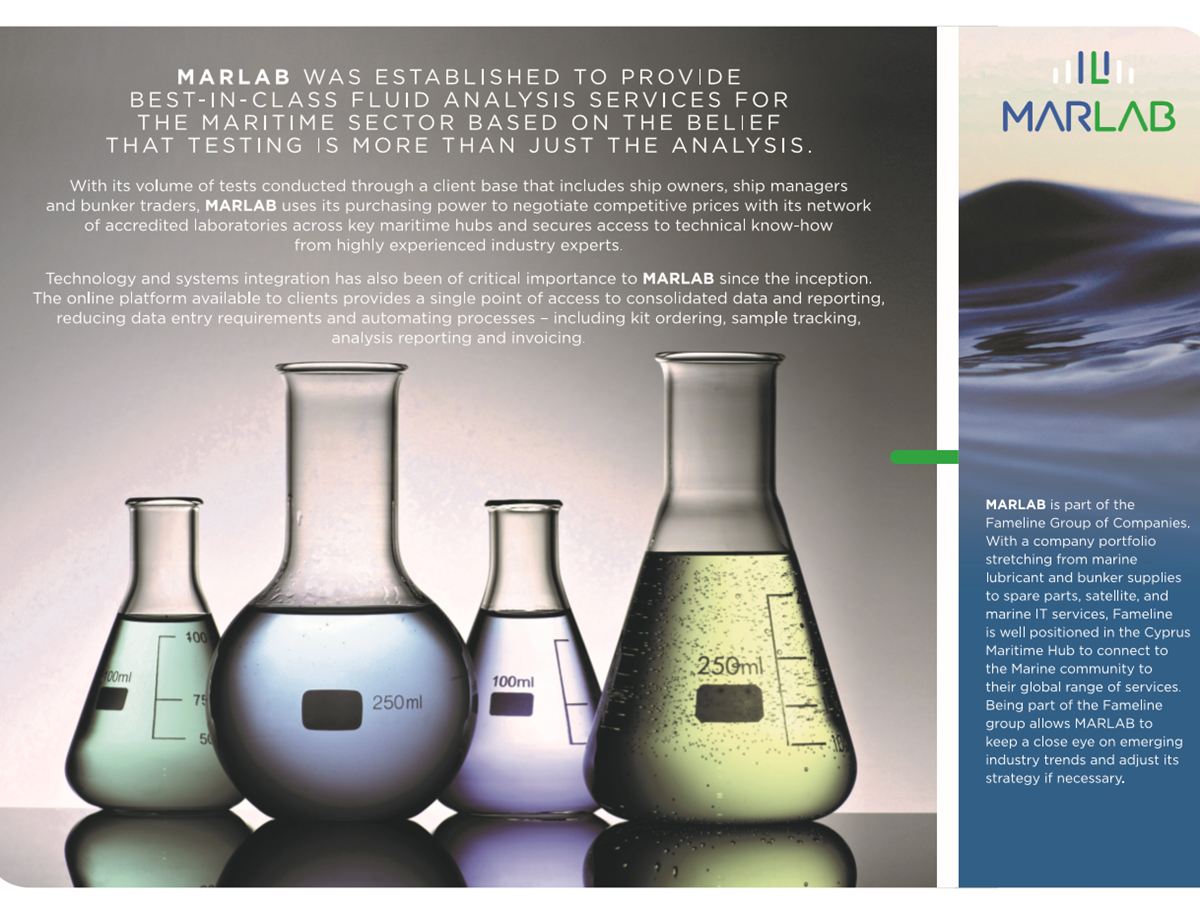 MARLAB WAS ESTABLISHED TO PROVIDE
BEST-IN-CLASS FLUID ANALYSIS SERVICES FOR
THE MARITIME SECTOR BASED ON THE BELIEF
THAT TESTING IS MORE THAN JUST THE ANALYSIS.
With its volume of tests conducted through a client base that includes ship owners, ship managers
and bunker traders, MARLAB uses its purchasing power to negotiate competitive prices with its network
of accredited laboratories across key maritime hubs and secures access to technical know-how
from highly experienced industry experts.
Technology and systems integration has also been of critical importance to MARLAB since the inception.
The online platform available to clients provides a single point of access to consolidated data and reporting,
reducing data entry requirements and automating processes – including kit ordering, sample tracking,
analysis reporting and invoicing.
100
100ml
75
50
250ml
100ml
250ml
MARLAB
MARLAB is part of the
Fameline Group of Companies.
With a company portfolio
stretching from marine
lubricant and bunker supplies
to spare parts, satellite, and
marine IT services, Fameline
is well positioned in the Cyprus
Maritime Hub to connect to
the Marine community to
their global range of services.
Being part of the Fameline
group allows MARLAB to
keep a close eye on emerging
industry trends and adjust its
strategy if necessary.